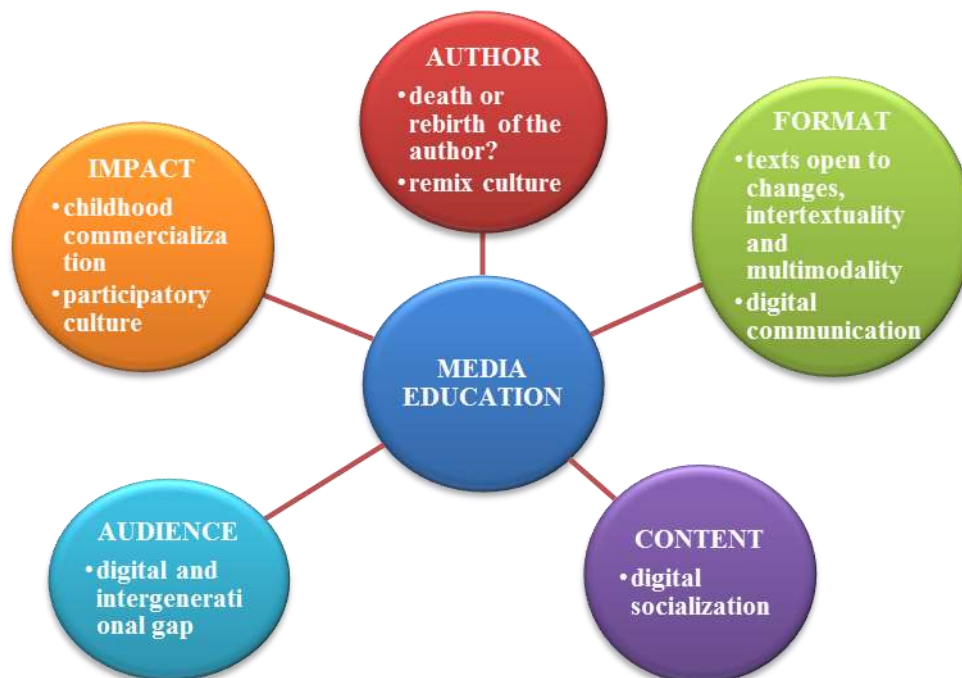 AUTHOR
•death or
rebirth of the
author?
•remix culture
FORMAT
•texts open to
changes,
intertextuality
and
multimodality
•digital
communication
IMPACT
•childhood
commercializa
tion
•participatory
culture
MEDIA
EDUCATION
AUDIENCE
•digital and
intergenerati
onal gap
CONTENT
•digital
socialization